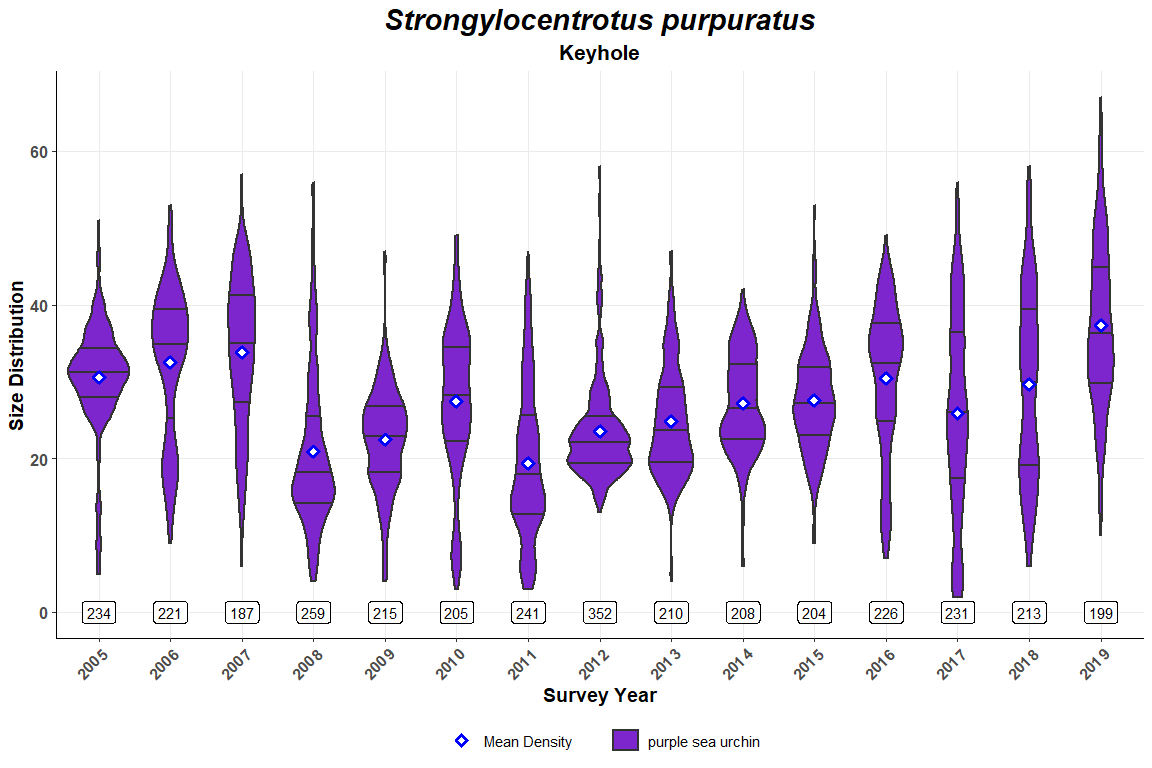 Strongylocentrotus purpuratus
Keyhole
Size Distribution
60
40
20
0
234 221 187 259 215 205 241 352 210 208 204 226 231 213 199
2005 2006 2007 2008 2009 2010 2011 2012 2013 2014 2015 2016 2017 2018 2019
Survey Year
Mean Density purple sea urchin